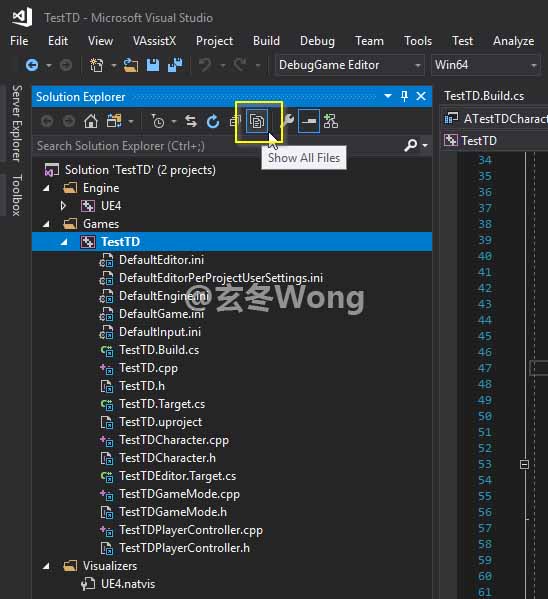 TestTD - Microsoft Visual Studio
File Edit View VAssistX Project Build Debug Team Tools Test Analyze
DebugGame Editor Win64
Server Explorer
Toolbox
Solution Explorer
Show All Files
Search Solution Explorer (Ctrl+;)
Solution 'TestTD' (2 projects)
Engine
UE4
Games
TestTD
DefaultEditor.ini
DefaultEditorPerProjectUserSettings.ini
DefaultEngine.ini
DefaultGame.ini
DefaultInput.ini
TestTD.Build.cs
TestTD.cpp
TestTD.h
TestTD.Target.cs
TestTD.uproject
TestTDCharacter.cpp
TestTDCharacter.h
TestTDEditor.Target.cs
TestTDGameMode.cpp
TestTDGameMode.h
TestTDPlayerController.cpp
TestTDPlayerController.h
Visualizers
UE4.natvis
@玄冬Wong
TestTD.Build.cs
ATestTDCharact
TestTD
34
35
36
37
38
39
40
41
42
43
44
45
46
47
48
49
50
51
52
53
54
55
56
57
58
59
60
61